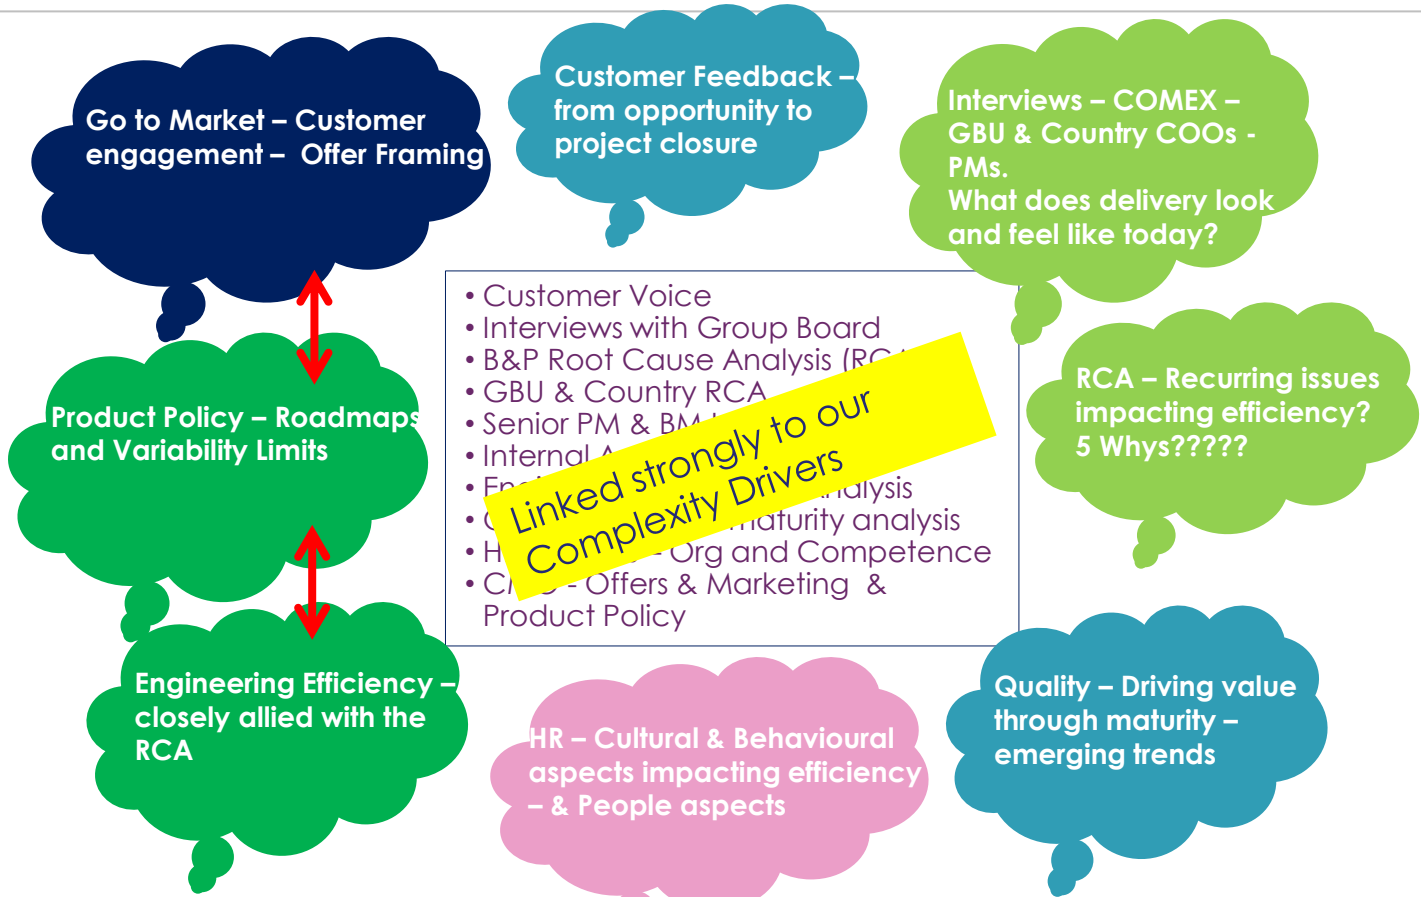 Go to Market – Customer
engagement – Offer Framing
Customer Feedback –
from opportunity to
project closure
Interviews – COMEX –
GBU & Country COOs -
PMs.
What does delivery look
and feel like today?
Product Policy – Roadmaps
and Variability Limits
• Customer Voice
• Interviews with Group Board
• B&P Root Cause Analysis
• GBU & Country RCA
• Senior PM &
• Internal
• analysis
• maturity analysis
• – Org and Competence
• - Offers & Marketing &
Product Policy
Linked strongly to our
Complexity Drivers
RCA – Recurring issues
impacting efficiency?
5 Whys?????
Engineering Efficiency –
closely allied with the
RCA
HR – Cultural & Behavioural
aspects impacting efficiency
– & People aspects
Quality – Driving value
through maturity –
emerging trends